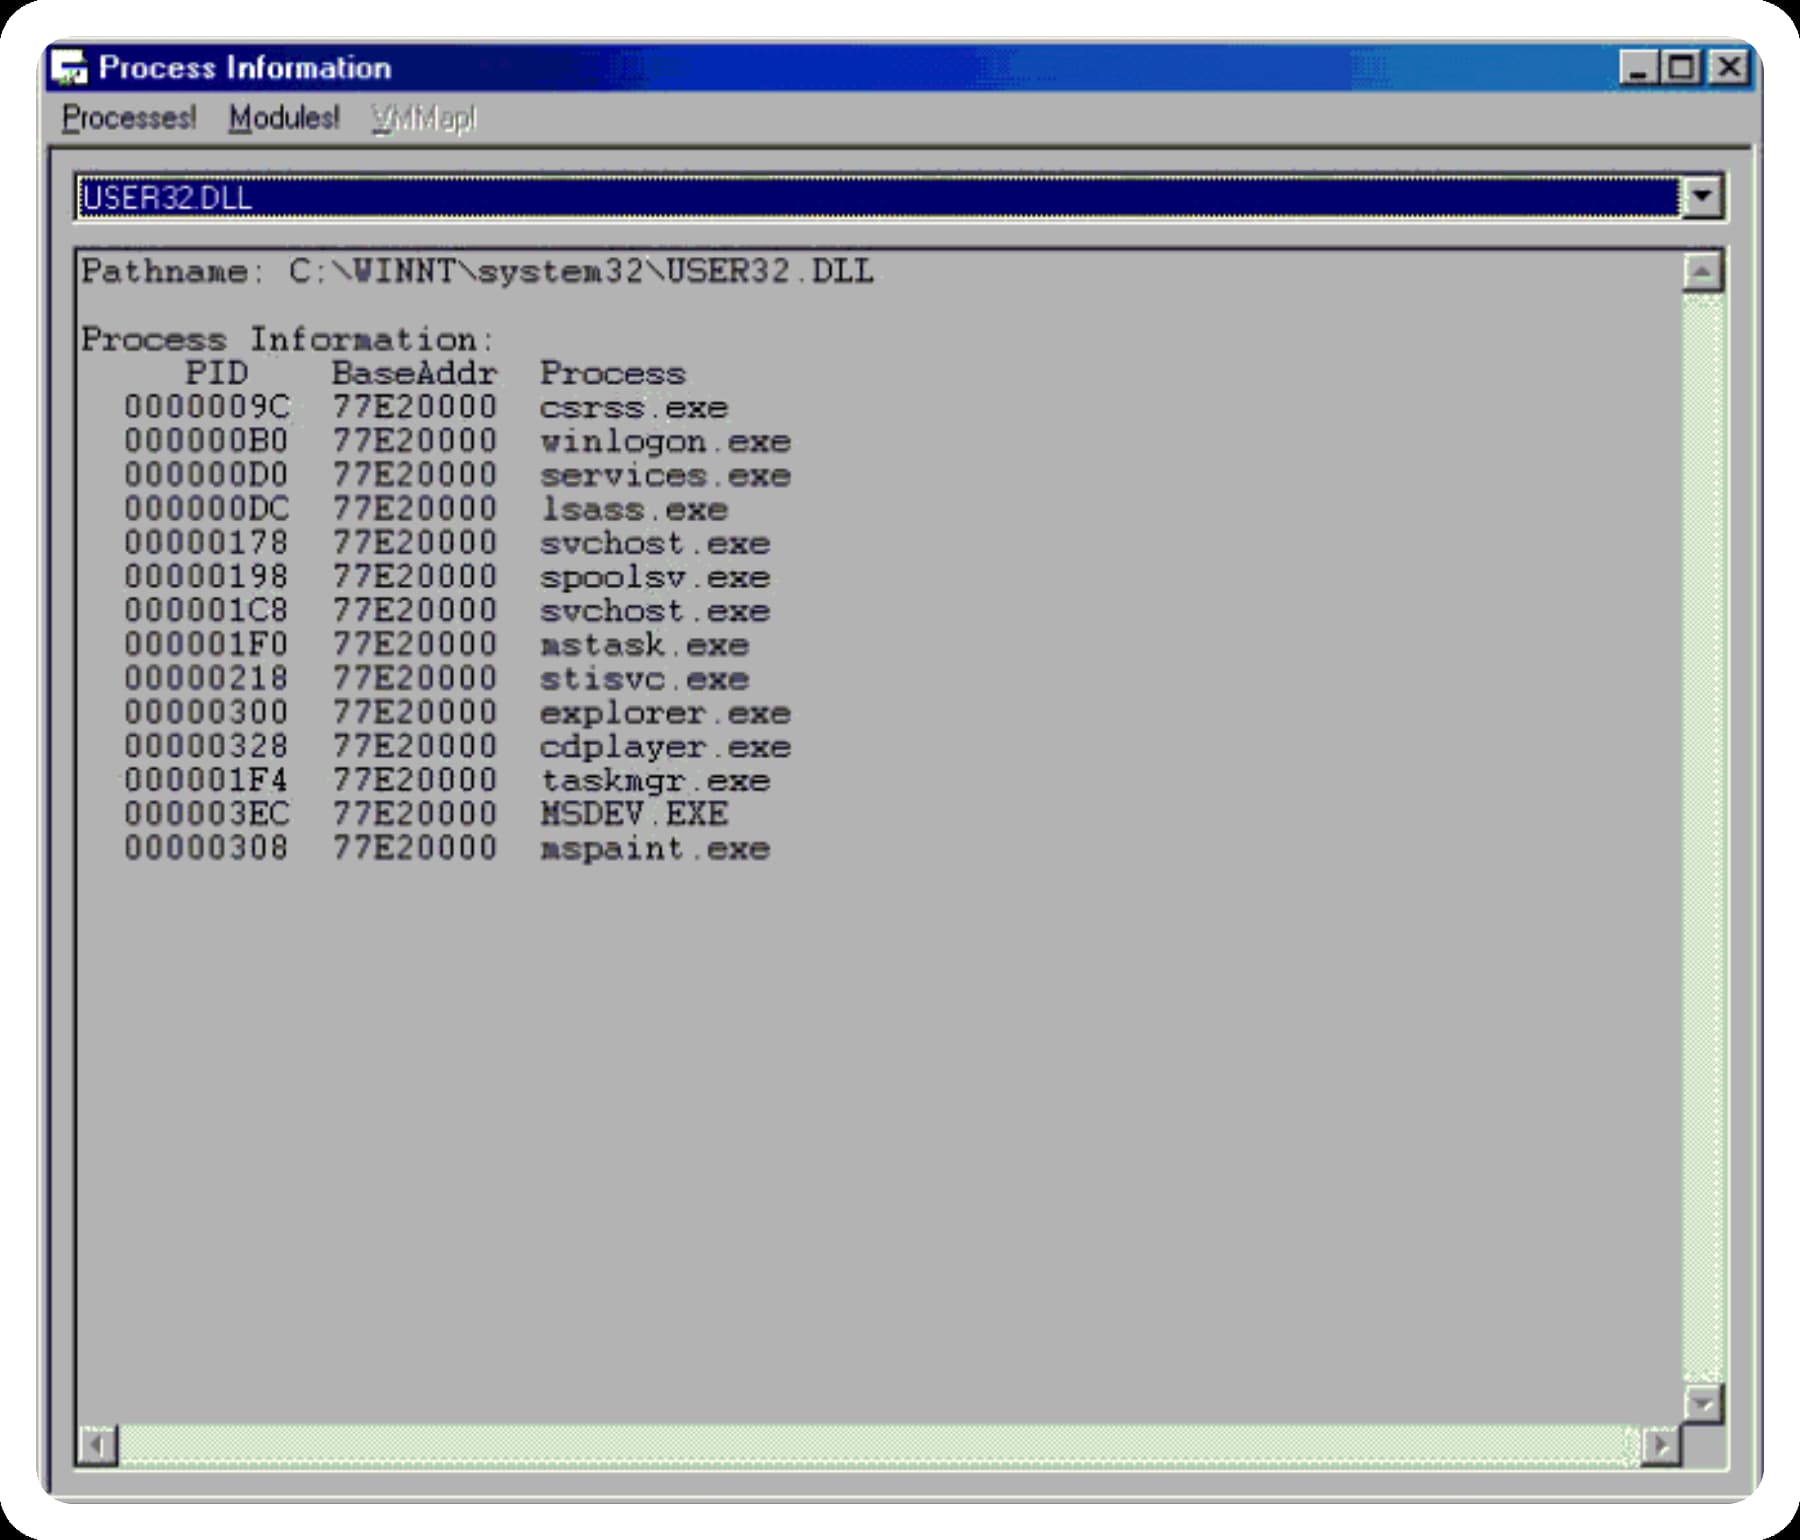 Process Information
Processes! Modules! VMMap!
USER32.DLL
Pathname: C:\WINNT\system32\USER32.DLL
Process Information:
PID BaseAddr Process
0000009C 77E20000 csrss.exe
000000B0 77E20000 winlogon.exe
000000D0 77E20000 services.exe
000000DC 77E20000 lsass.exe
00000178 77E20000 svchost.exe
00000198 77E20000 spoolsv.exe
000001C8 77E20000 svchost.exe
000001F0 77E20000 mstask.exe
00000218 77E20000 stisvc.exe
00000300 77E20000 explorer.exe
00000328 77E20000 cdplayer.exe
000001F4 77E20000 taskmgr.exe
000003EC 77E20000 MSDEV.EXE
00000308 77E20000 mspaint.exe